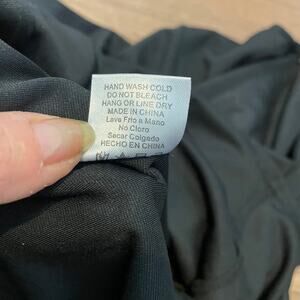 HAND WASH COLD
DO NOT BLEACH
HANG OR LINE DRY
MADE IN CHINA
Lave Frio a Mano
No Cloro
Secar Colgado
HECHO EN CHINA